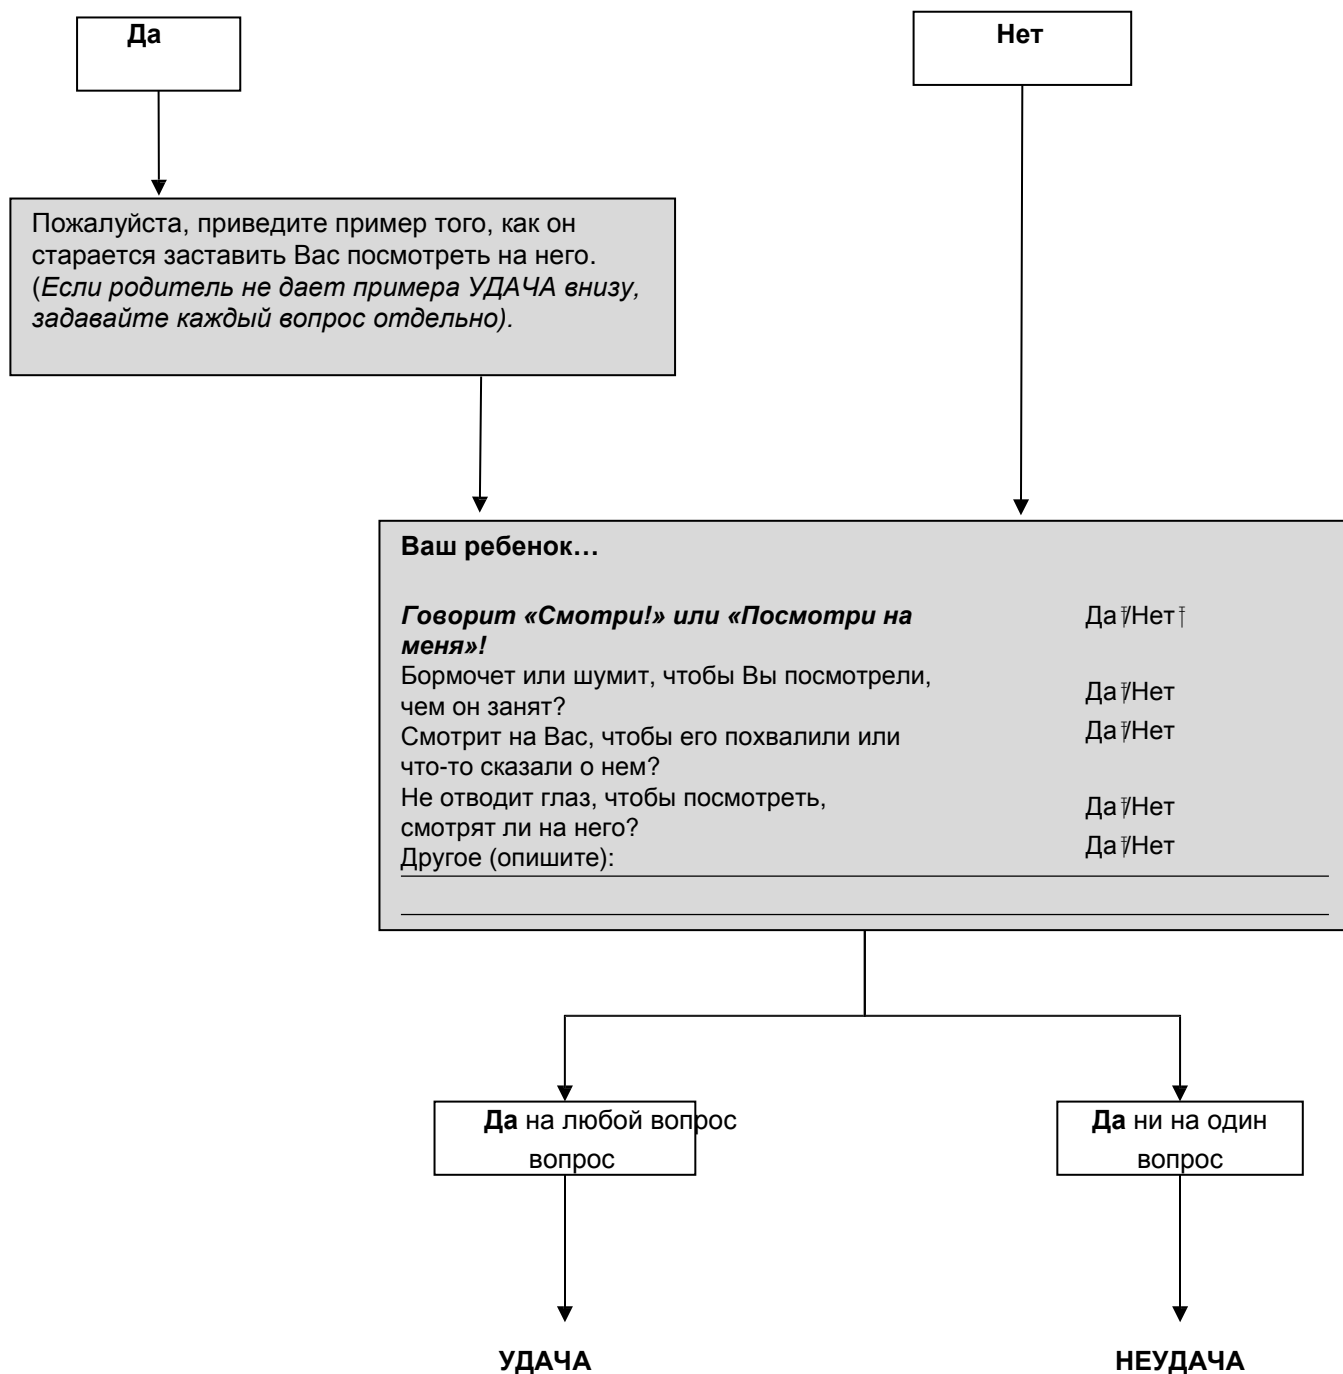 Да
Нет
Пожалуйста, приведите пример того, как он
старается заставить Вас посмотреть на него.
(Если родитель не дает примера УДАЧА внизу,
задавайте каждый вопрос отдельно).
Ваш ребенок…
Говорит «Смотри!» или «Посмотри на
меня»!
Да /Нет
Бормочет или шумит, чтобы Вы посмотрели,
чем он занят?
Да /Нет
Смотрит на Вас, чтобы его похвалили или
что-то сказали о нем?
Да /Нет
Не отводит глаз, чтобы посмотреть,
смотрят ли на него?
Да /Нет
Другое (опишите):
Да /Нет
Да на любой вопрос
вопрос
Да ни на один
вопрос
УДАЧА
НЕУДАЧА